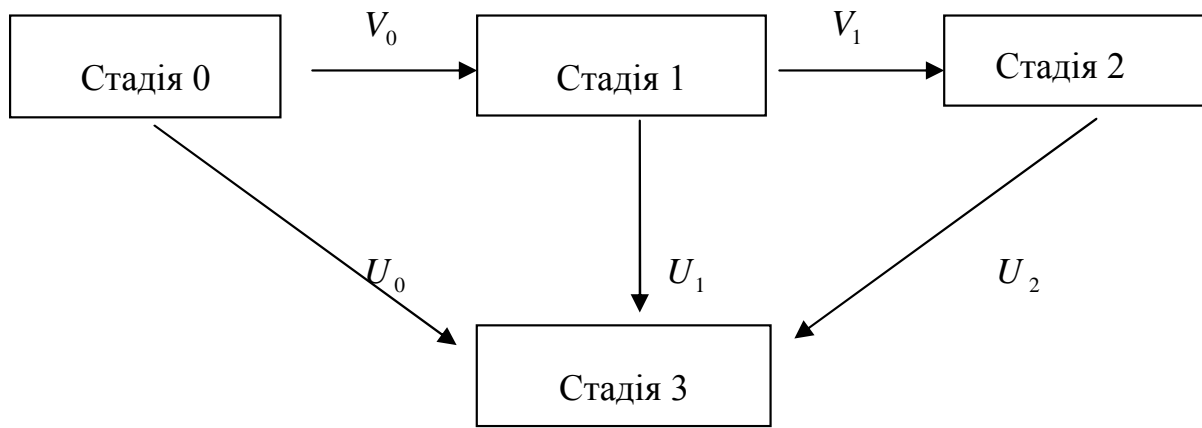 V₀ V₁
Стадія 0 Стадія 1 Стадія 2
U₀ U₁ U₂
Стадія 3